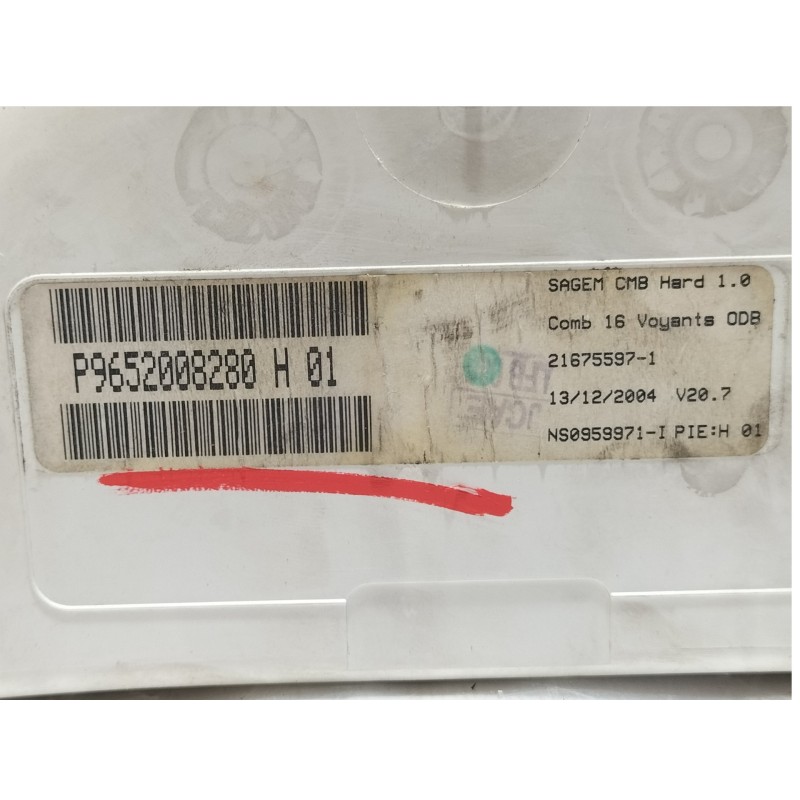 P9652008280 H 01
SAGEM CMB Hard 1.0
Comb 16 Voyants ODB
21675597-1
13/12/2004 V20.7
NS0959971-I PIE:H 01